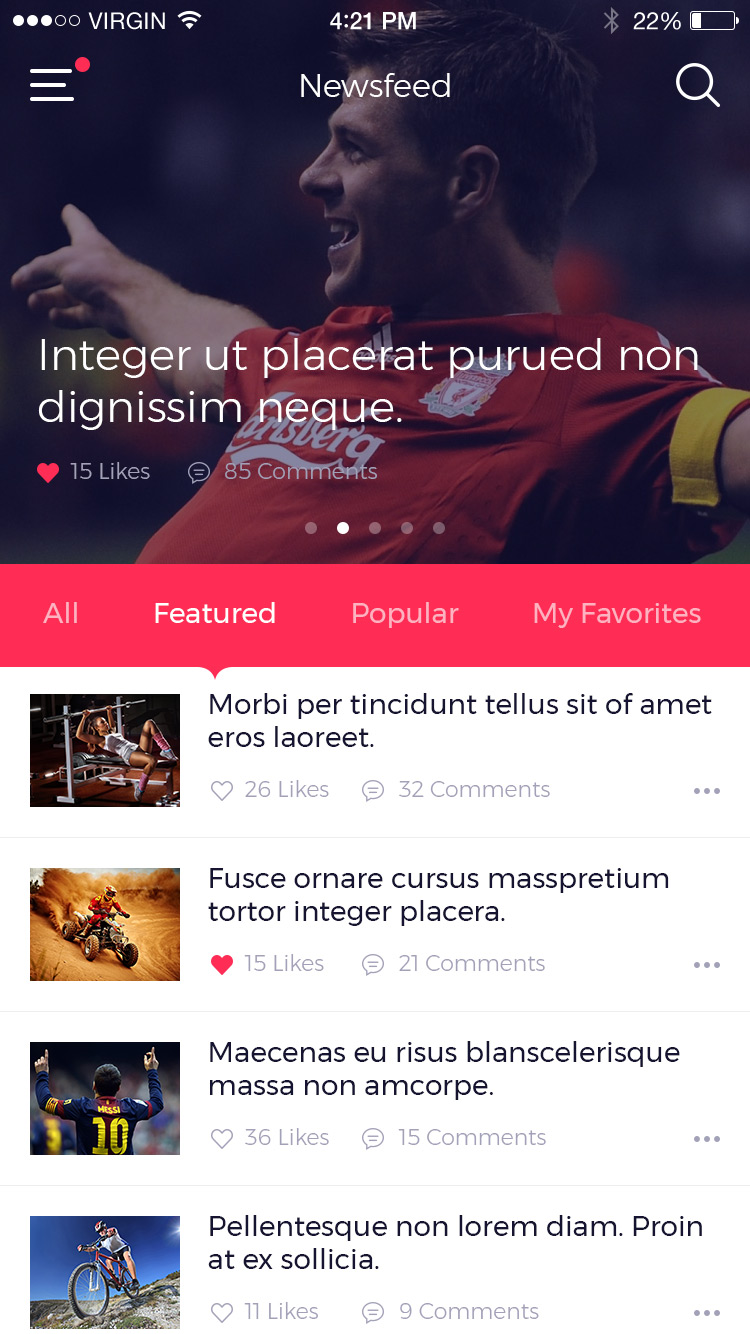 VIRGIN 4:21 PM 22%
Newsfeed
Integer ut placerat purued non
dignissim neque.
Carlsberg
15 Likes 85 Comments
All Featured Popular My Favorites
Morbi per tincidunt tellus sit of amet
eros laoreet.
26 Likes 32 Comments
Fusce ornare cursus masspretium
tortor integer placera.
15 Likes 21 Comments
Maecenas eu risus blanscelerisque
massa non amcorpe.
MESSI
10
36 Likes 15 Comments
Pellentesque non lorem diam. Proin
at ex sollicia.
11 Likes 9 Comments